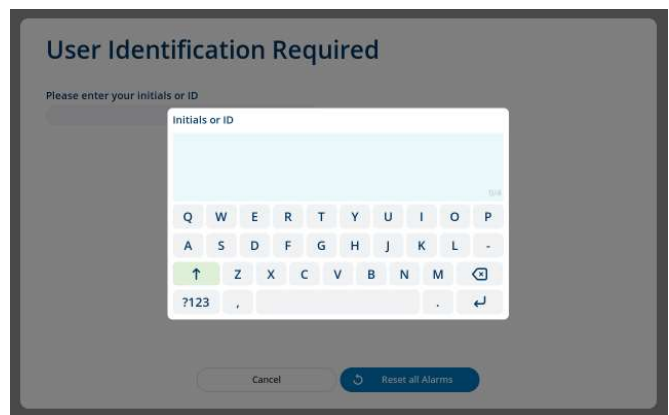 User Identification Required
Please enter your initials or ID
Initials or ID
0/4
Q W E R T Y U I O P
A S D F G H J K L -
↑ Z X C V B N M
?123 , .
Cancel
Reset all Alarms